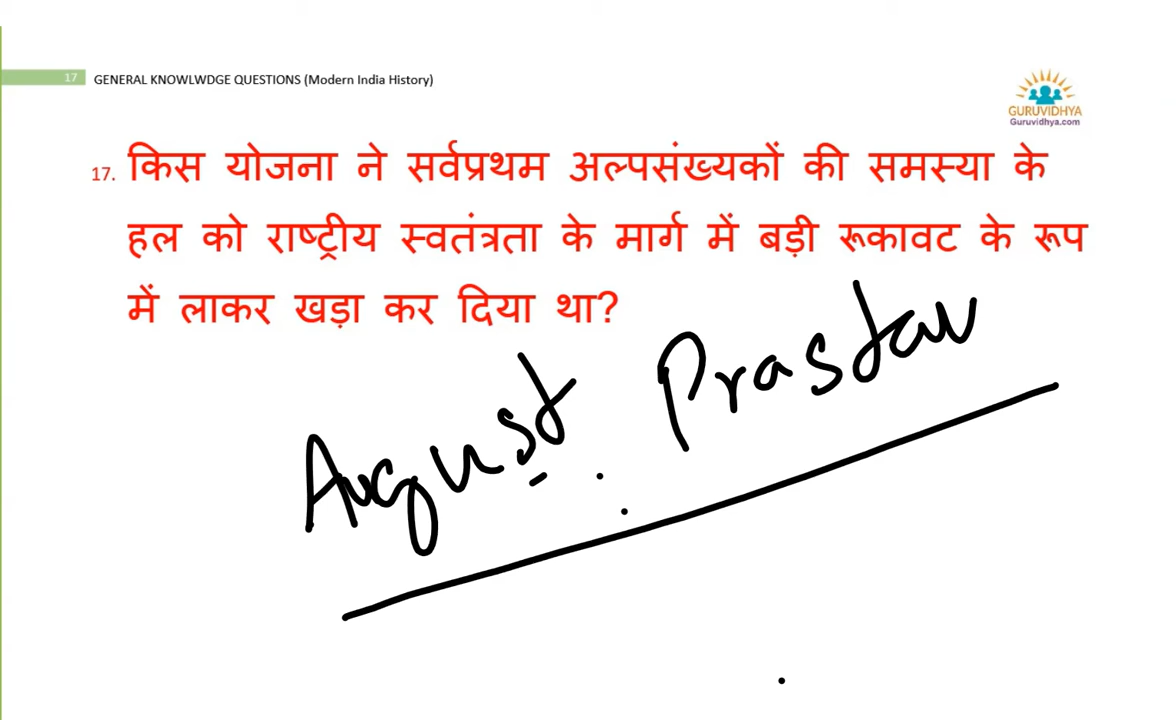 17 GENERAL KNOWLWDGE QUESTIONS (Modern India History)
GURUVIDHYA
Guruvidhya.com
17. किस योजना ने सर्वप्रथम अल्पसंख्यकों की समस्या के
हल को राष्ट्रीय स्वतंत्रता के मार्ग में बड़ी रूकावट के रूप
में लाकर खड़ा कर दिया था?
August Prastav